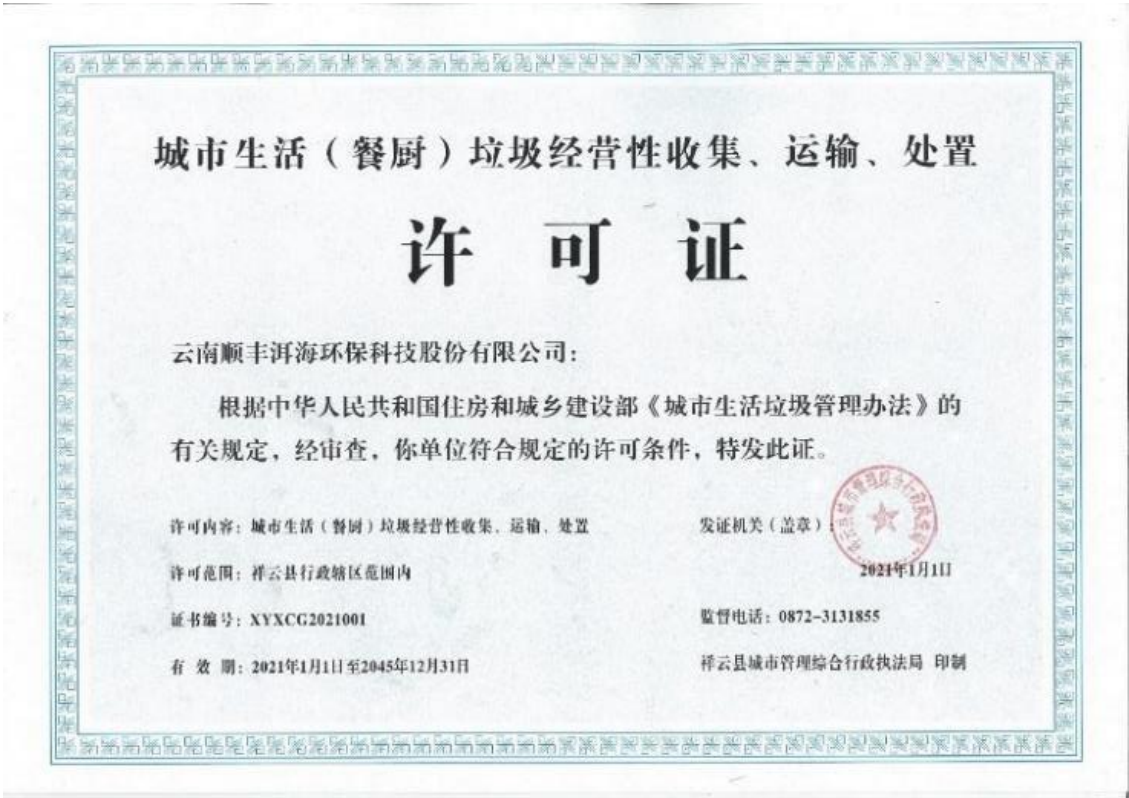 城市生活（餐厨）垃圾经营性收集、运输、处置
许可证
云南顺丰洱海环保科技股份有限公司：
根据中华人民共和国住房和城乡建设部《城市生活垃圾管理办法》的
有关规定，经审查，你单位符合规定的许可条件，特发此证。
许可内容：城市生活（餐厨）垃圾经营性收集、运输、处置
发证机关（盖章）：
许可范围：祥云县行政辖区范围内
2021年1月1日
证书编号：XYXCG2021001
监督电话：0872-3131855
有 效 期：2021年1月1日至2045年12月31日
祥云县城市管理综合行政执法局 印制